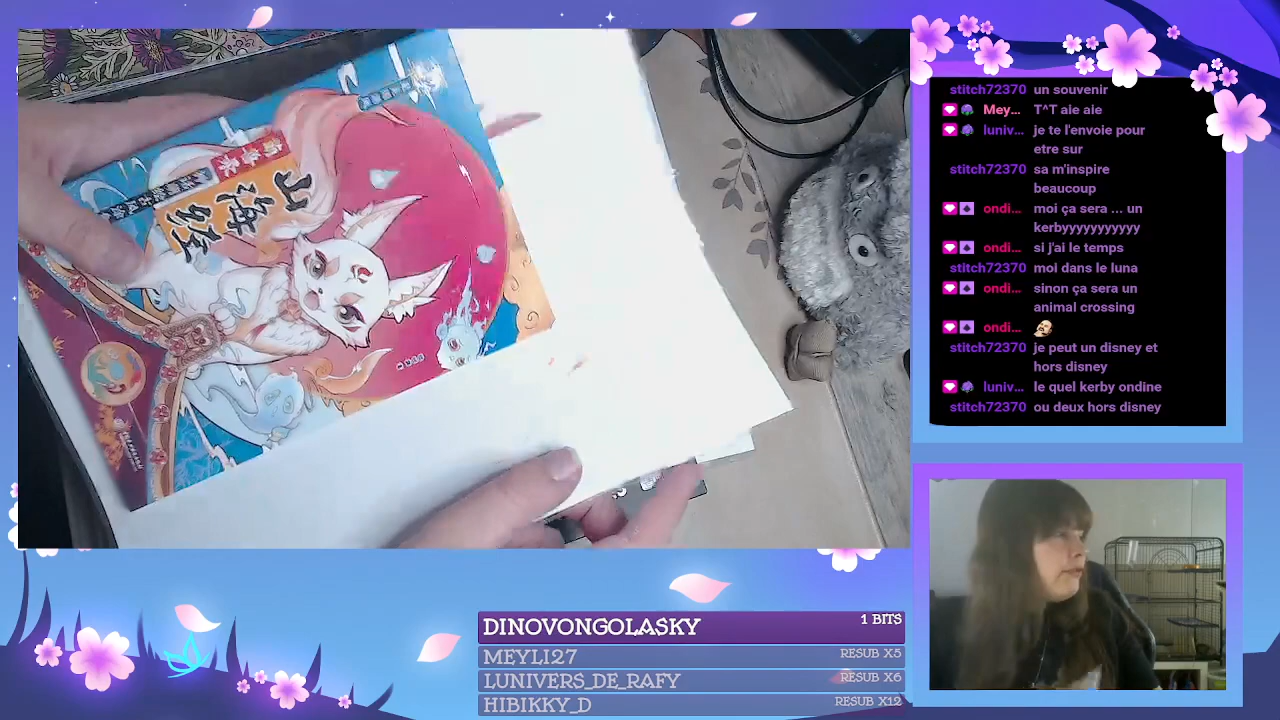 山海经
stitch72370 un souvenir
Mey... T^T aie aie
luniv... je te l'envoie pour
etre sur
stitch72370 sa m'inspire
beaucoup
ondi... moi ça sera ... un
kerbyyyyyyyyyyy
ondi... si j'ai le temps
stitch72370 moi dans le luna
ondi... sinon ça sera un
animal crossing
ondi...
stitch72370 je peut un disney et
hors disney
luniv... le quel kerby ondine
stitch72370 ou deux hors disney
DINOVONGOLASKY 1 BITS
MEYLI27 RESUB X5
LUNIVERS_DE_RAFY RESUB X6
HIBIKKY_D RESUB X12